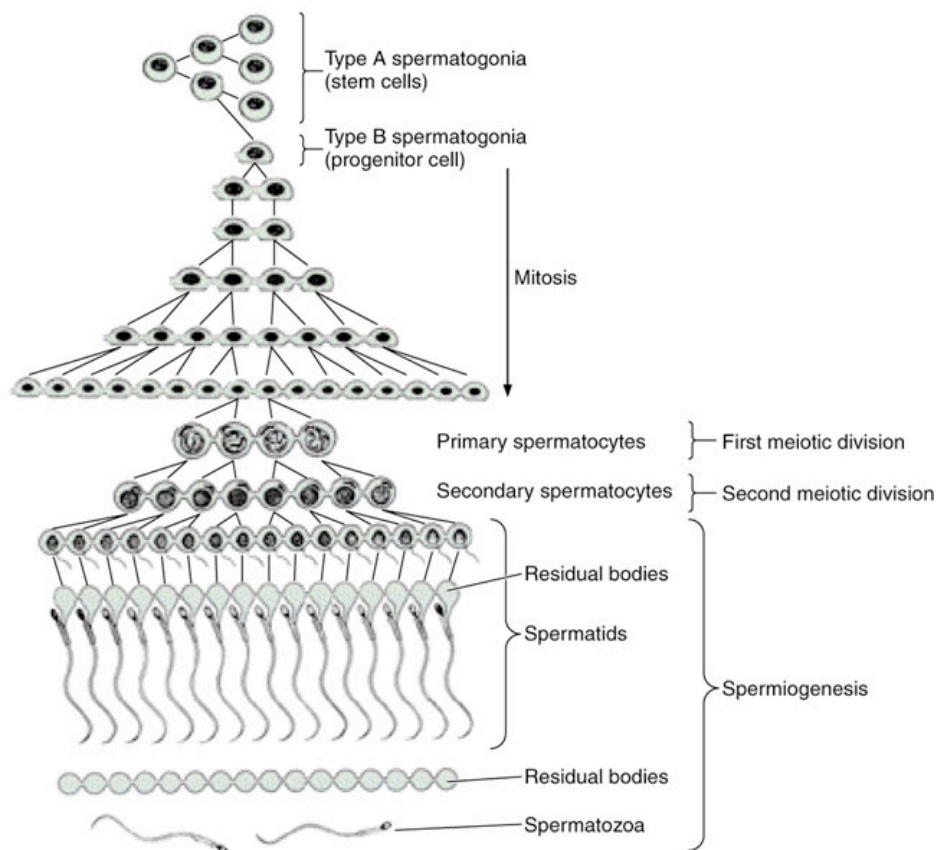 Type A spermatogonia
(stem cells)
Type B spermatogonia
(progenitor cell)
Mitosis
Primary spermatocytes
First meiotic division
Secondary spermatocytes
Second meiotic division
Residual bodies
Spermatids
Spermiogenesis
Residual bodies
Spermatozoa